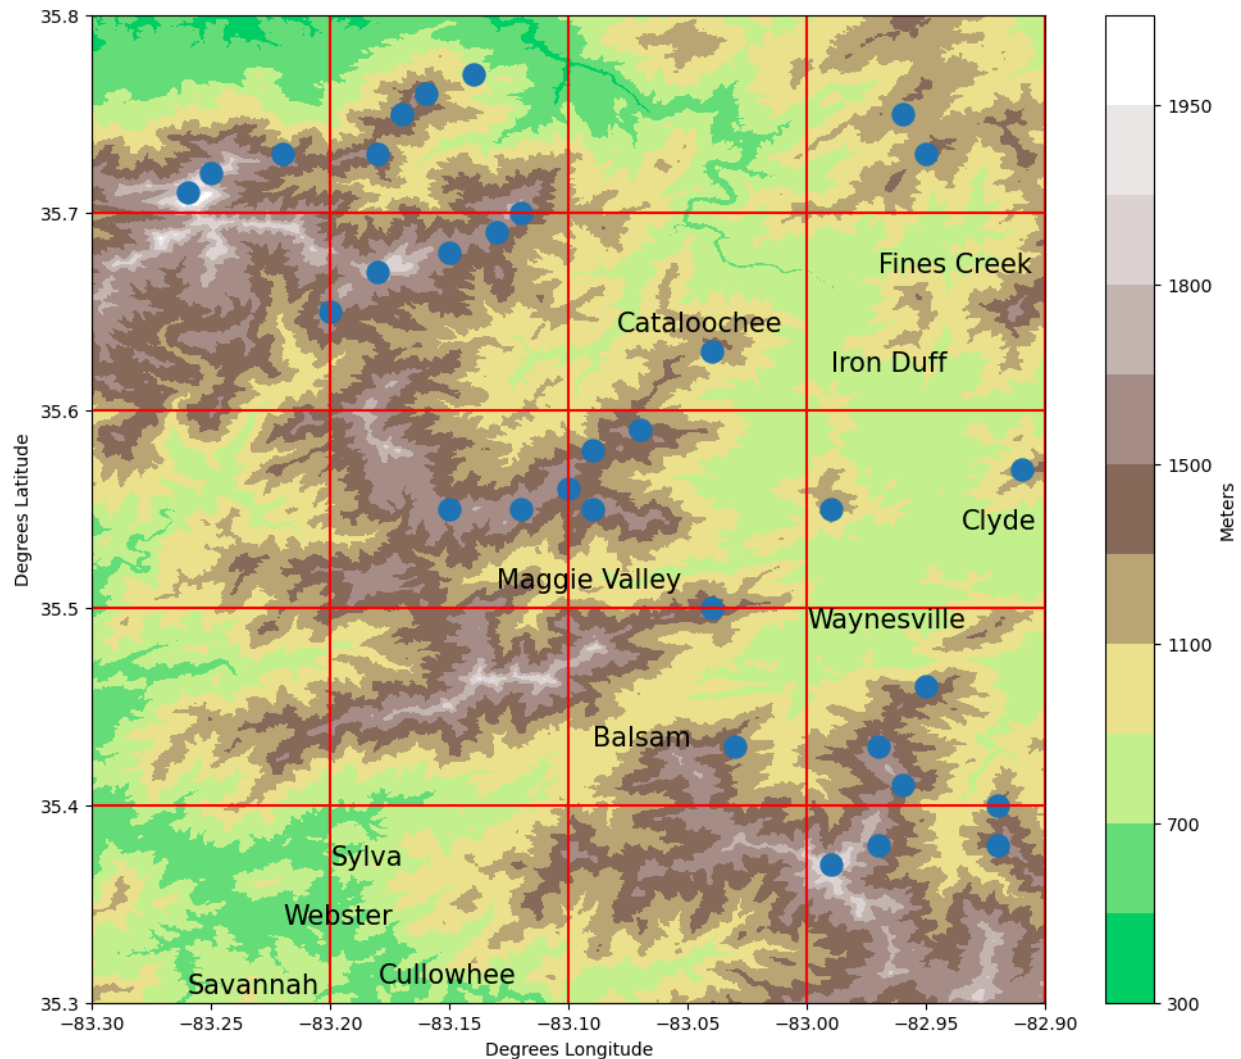 35.8
35.7
35.6
35.5
35.4
35.3
Degrees Latitude
Fines Creek
Cataloochee
Iron Duff
Clyde
Maggie Valley
Waynesville
Balsam
Sylva
Webster
Cullowhee
Savannah
−83.30 −83.25 −83.20 −83.15 −83.10 −83.05 −83.00 −82.95 −82.90
Degrees Longitude
1950
1800
1500
1100
700
300
Meters